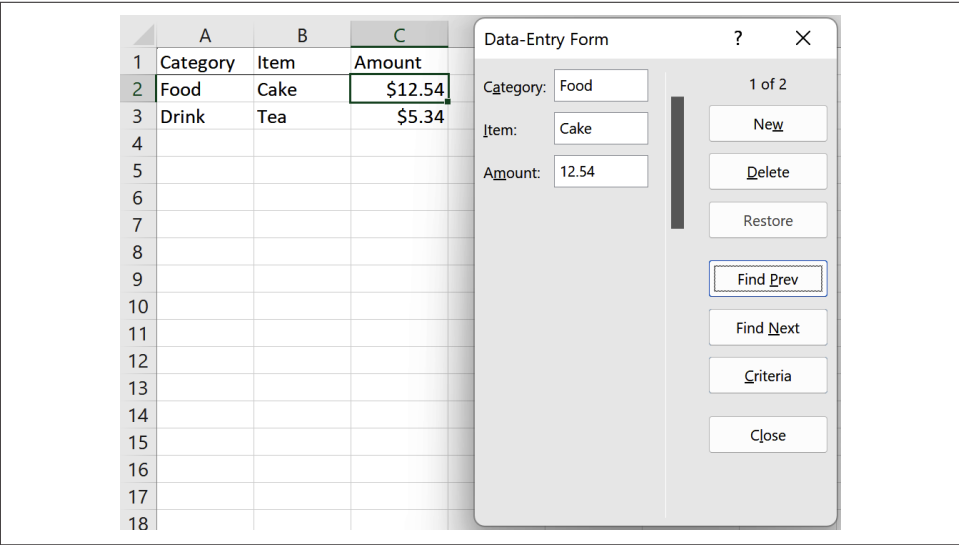 A B C
1 Category Item Amount
2 Food Cake $12.54
3 Drink Tea $5.34
4
5
6
7
8
9
10
11
12
13
14
15
16
17
18
Data-Entry Form ? X
Category: Food
Item: Cake
Amount: 12.54
1 of 2
New
Delete
Restore
Find Prev
Find Next
Criteria
Close